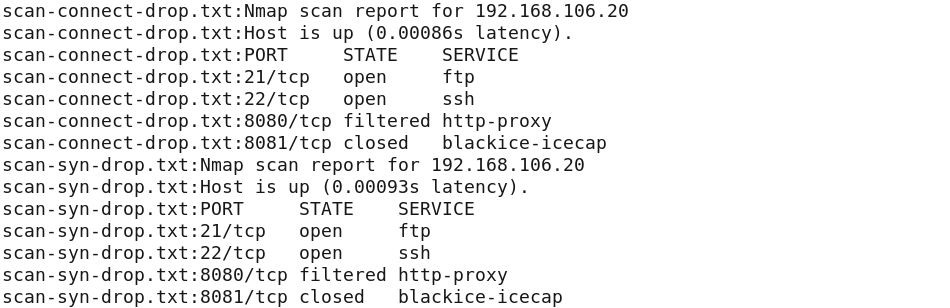 scan-connect-drop.txt:Nmap scan report for 192.168.106.20
scan-connect-drop.txt:Host is up (0.00086s latency).
scan-connect-drop.txt:PORT     STATE    SERVICE
scan-connect-drop.txt:21/tcp   open     ftp
scan-connect-drop.txt:22/tcp   open     ssh
scan-connect-drop.txt:8080/tcp filtered http-proxy
scan-connect-drop.txt:8081/tcp closed   blackice-icecap
scan-syn-drop.txt:Nmap scan report for 192.168.106.20
scan-syn-drop.txt:Host is up (0.00093s latency).
scan-syn-drop.txt:PORT     STATE    SERVICE
scan-syn-drop.txt:21/tcp   open     ftp
scan-syn-drop.txt:22/tcp   open     ssh
scan-syn-drop.txt:8080/tcp filtered http-proxy
scan-syn-drop.txt:8081/tcp closed   blackice-icecap